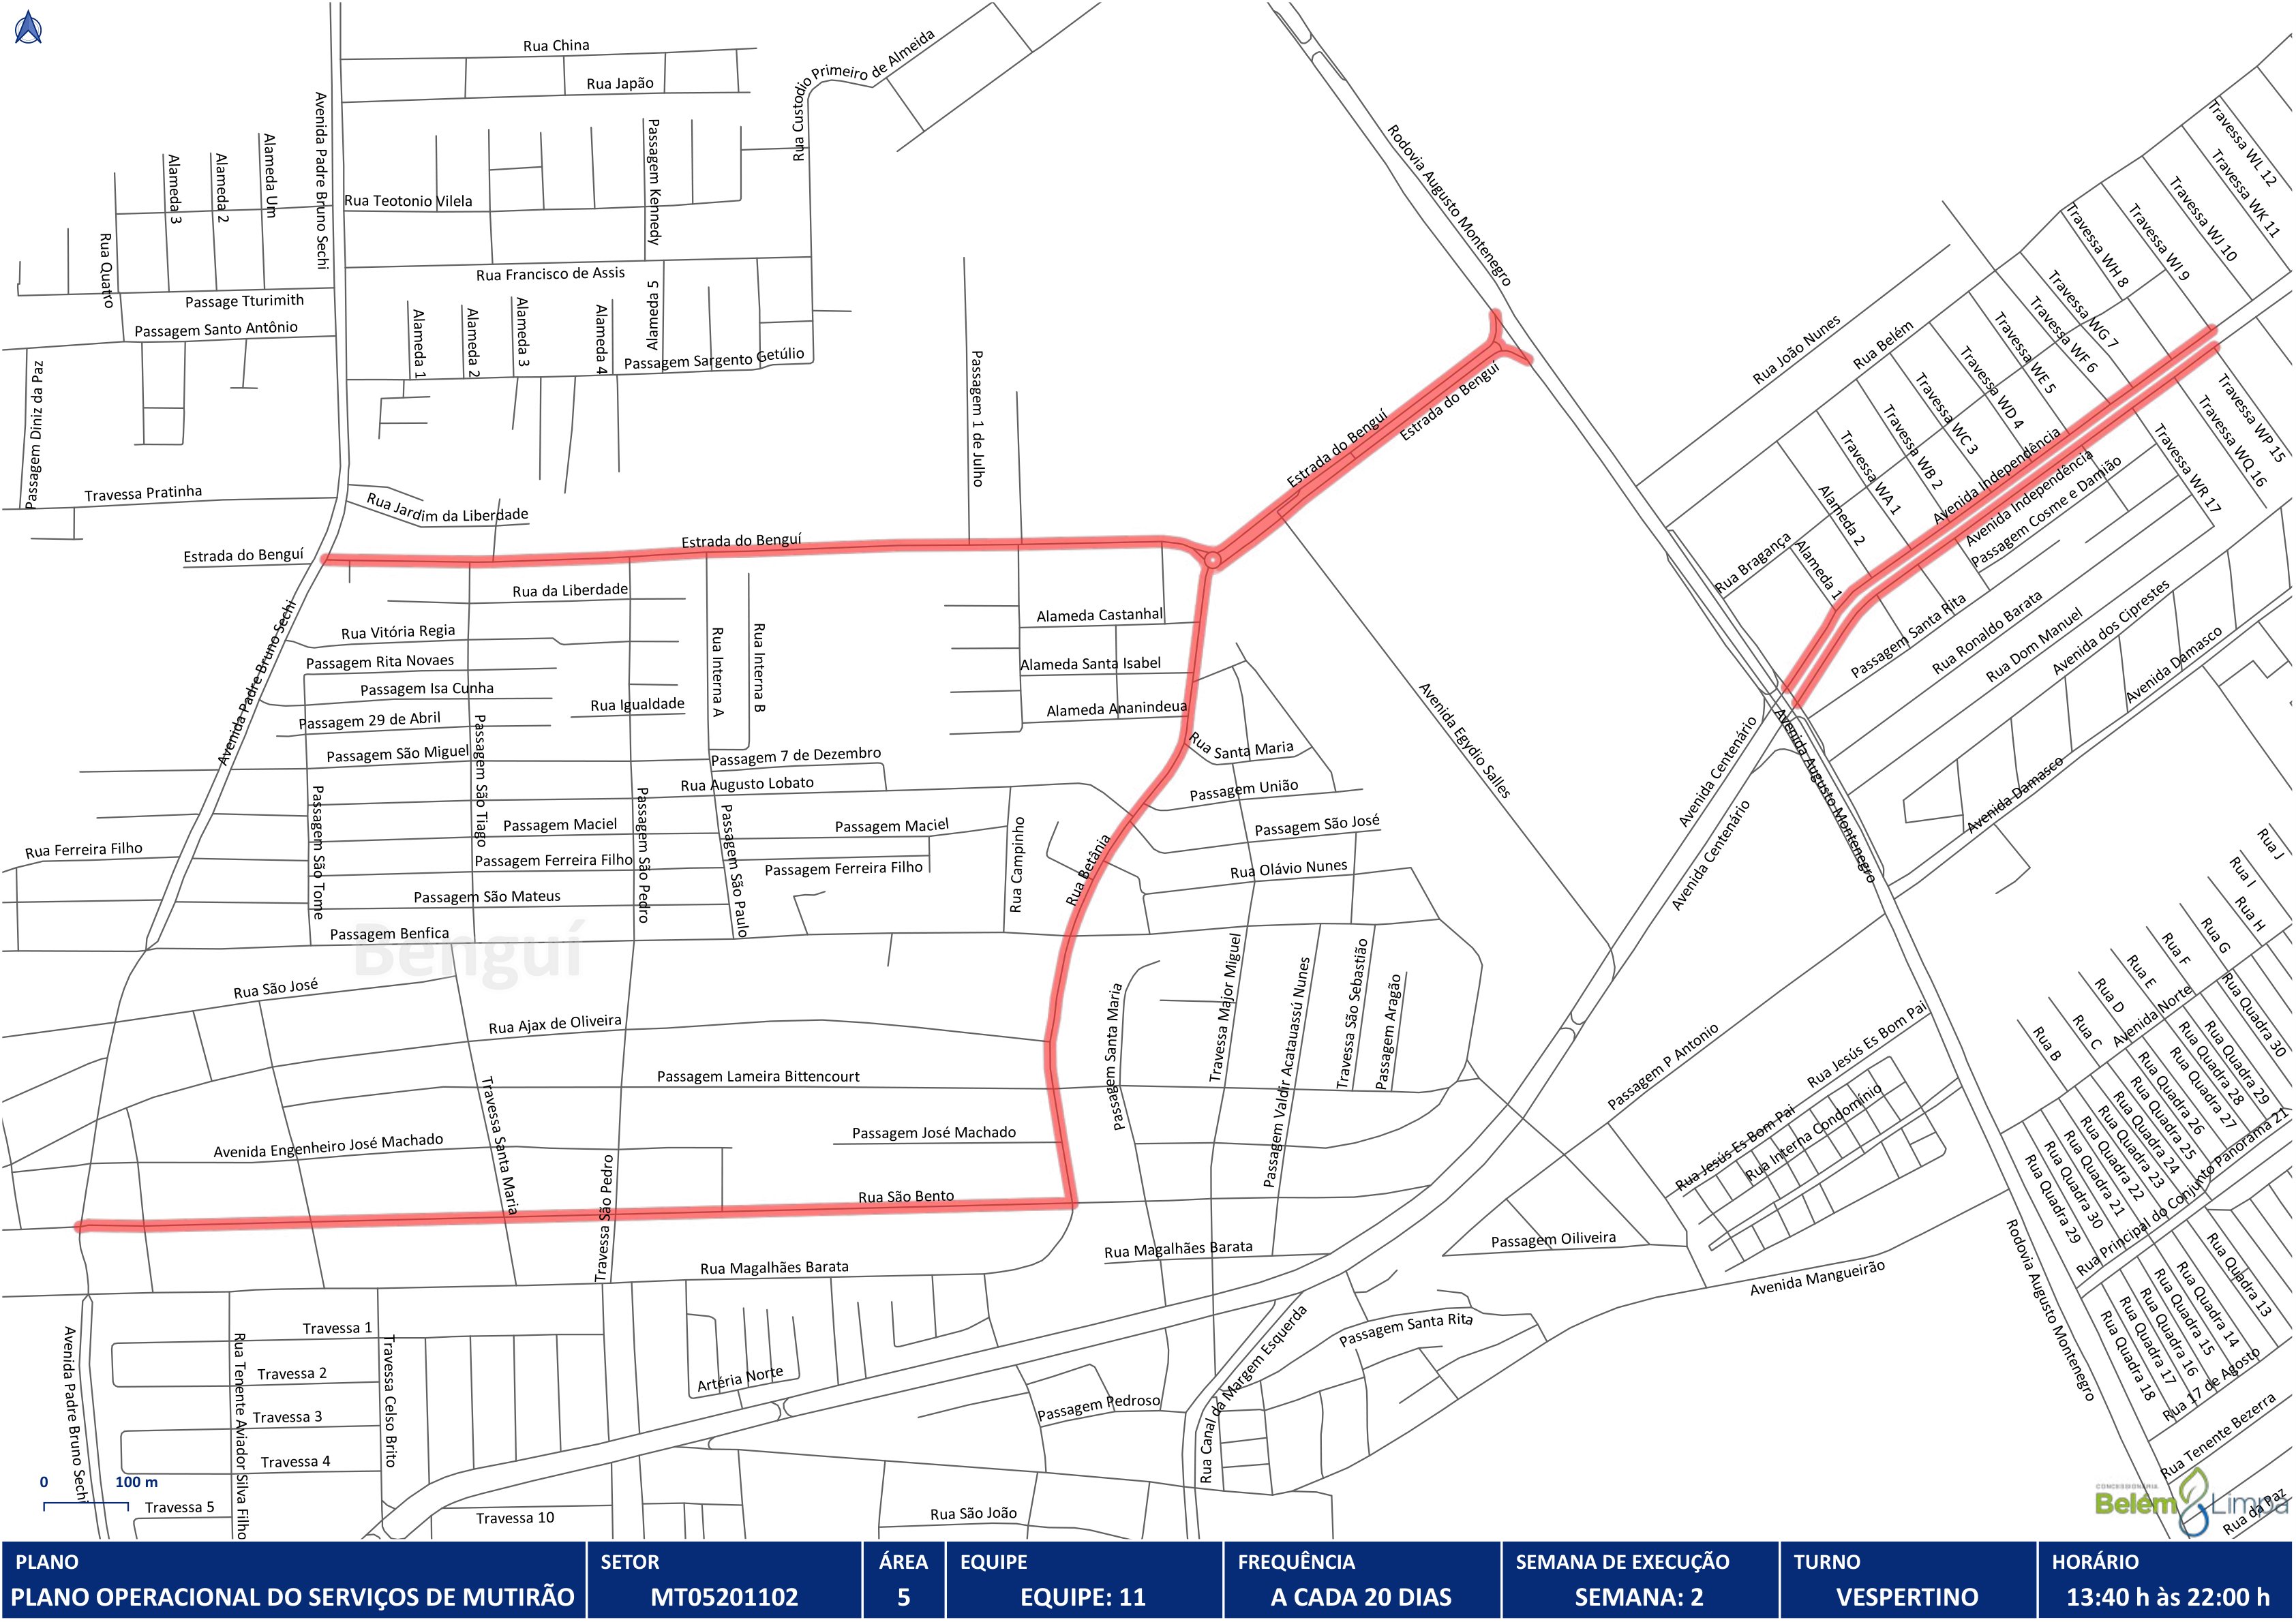 Rua China
Rua Japão
Rua Custodio Primeiro de Almeida
Avenida Padre Bruno Sechi
Alameda 3
Alameda 2
Alameda Um
Passagem Kennedy
Rua Teotonio Vilela
Rua Quatro
Rua Francisco de Assis
Passage Tturimith
Passagem Santo Antônio
Alameda 1
Alameda 2
Alameda 3
Alameda 4
Alameda 5
Passagem Sargento Getúlio
Passagem Diniz da Paz
Travessa Pratinha
Rua Jardim da Liberdade
Passagem 1 de Julho
Rodovia Augusto Montenegro
Estrada do Benguí
Estrada do Benguí
Estrada do Benguí
Estrada do Benguí
Rua João Nunes
Rua Belém
Rua Bragança
Travessa WL 12
Travessa WK 11
Travessa WJ 10
Travessa WI 9
Travessa WH 8
Travessa WG 7
Travessa WF 6
Travessa WE 5
Travessa WD 4
Travessa WC 3
Travessa WB 2
Travessa WA 1
Alameda 2
Alameda 1
Avenida Independência
Avenida Independência
Passagem Cosme e Damião
Travessa WP 15
Travessa WQ 16
Travessa WR 17
Passagem Santa Rita
Rua Ronaldo Barata
Rua Dom Manuel
Avenida dos Ciprestes
Avenida Damasco
Avenida Damasco
Rua da Liberdade
Rua Vitória Regia
Passagem Rita Novaes
Passagem Isa Cunha
Passagem 29 de Abril
Rua Igualdade
Passagem São Miguel
Rua Interna A
Rua Interna B
Passagem 7 de Dezembro
Rua Augusto Lobato
Avenida Padre Bruno Sechi
Passagem São Tiago
Passagem São Tome
Passagem São Pedro
Passagem São Paulo
Passagem Maciel
Passagem Maciel
Passagem Ferreira Filho
Passagem Ferreira Filho
Rua Ferreira Filho
Passagem São Mateus
Passagem Benfica
Benguí
Rua Campinho
Rua Betânia
Alameda Castanhal
Alameda Santa Isabel
Alameda Ananindeua
Rua Santa Maria
Passagem União
Passagem São José
Rua Olávio Nunes
Avenida Egydio Salles
Avenida Centenário
Avenida Centenário
Avenida Augusto Montenegro
Rua São José
Rua Ajax de Oliveira
Passagem Lameira Bittencourt
Passagem José Machado
Avenida Engenheiro José Machado
Travessa Santa Maria
Travessa São Pedro
Rua São Bento
Passagem Santa Maria
Travessa Major Miguel
Passagem Valdir Acatauassú Nunes
Travessa São Sebastião
Passagem Aragão
Rua Magalhães Barata
Rua Magalhães Barata
Passagem P Antonio
Rua Jesús Es Bom Pai
Rua Jesús Es Bom Pai
Rua Interna Condomínio
Passagem Oiliveira
Avenida Mangueirão
Rua J
Rua I
Rua H
Rua G
Rua F
Rua E
Rua D
Rua C
Rua B
Avenida Norte
Rua Quadra 30
Rua Quadra 29
Rua Quadra 28
Rua Quadra 27
Rua Quadra 26
Rua Quadra 25
Rua Quadra 24
Rua Quadra 23
Rua Quadra 22
Rua Quadra 21
Rua Quadra 30
Rua Quadra 29
Rua Principal do Conjunto Panorama 21
Rua Quadra 13
Rua Quadra 14
Rua Quadra 15
Rua Quadra 16
Rua Quadra 17
Rua Quadra 18
Rua 17 de Agosto
Rua Tenente Bezerra
Rua da Paz
Rodovia Augusto Montenegro
Travessa 1
Travessa 2
Travessa 3
Travessa 4
Travessa 5
Avenida Padre Bruno Sechi
Rua Tenente Aviador Silva Filho
Travessa Celso Brito
Artéria Norte
Travessa 10
Rua São João
Passagem Pedroso
Passagem Santa Rita
Rua Canal da Margem Esquerda
0 100 m
CONCESSIONÁRIA
Belém Limpa
PLANO
PLANO OPERACIONAL DO SERVIÇOS DE MUTIRÃO
SETOR
MT05201102
ÁREA
5
EQUIPE
EQUIPE: 11
FREQUÊNCIA
A CADA 20 DIAS
SEMANA DE EXECUÇÃO
SEMANA: 2
TURNO
VESPERTINO
HORÁRIO
13:40 h às 22:00 h